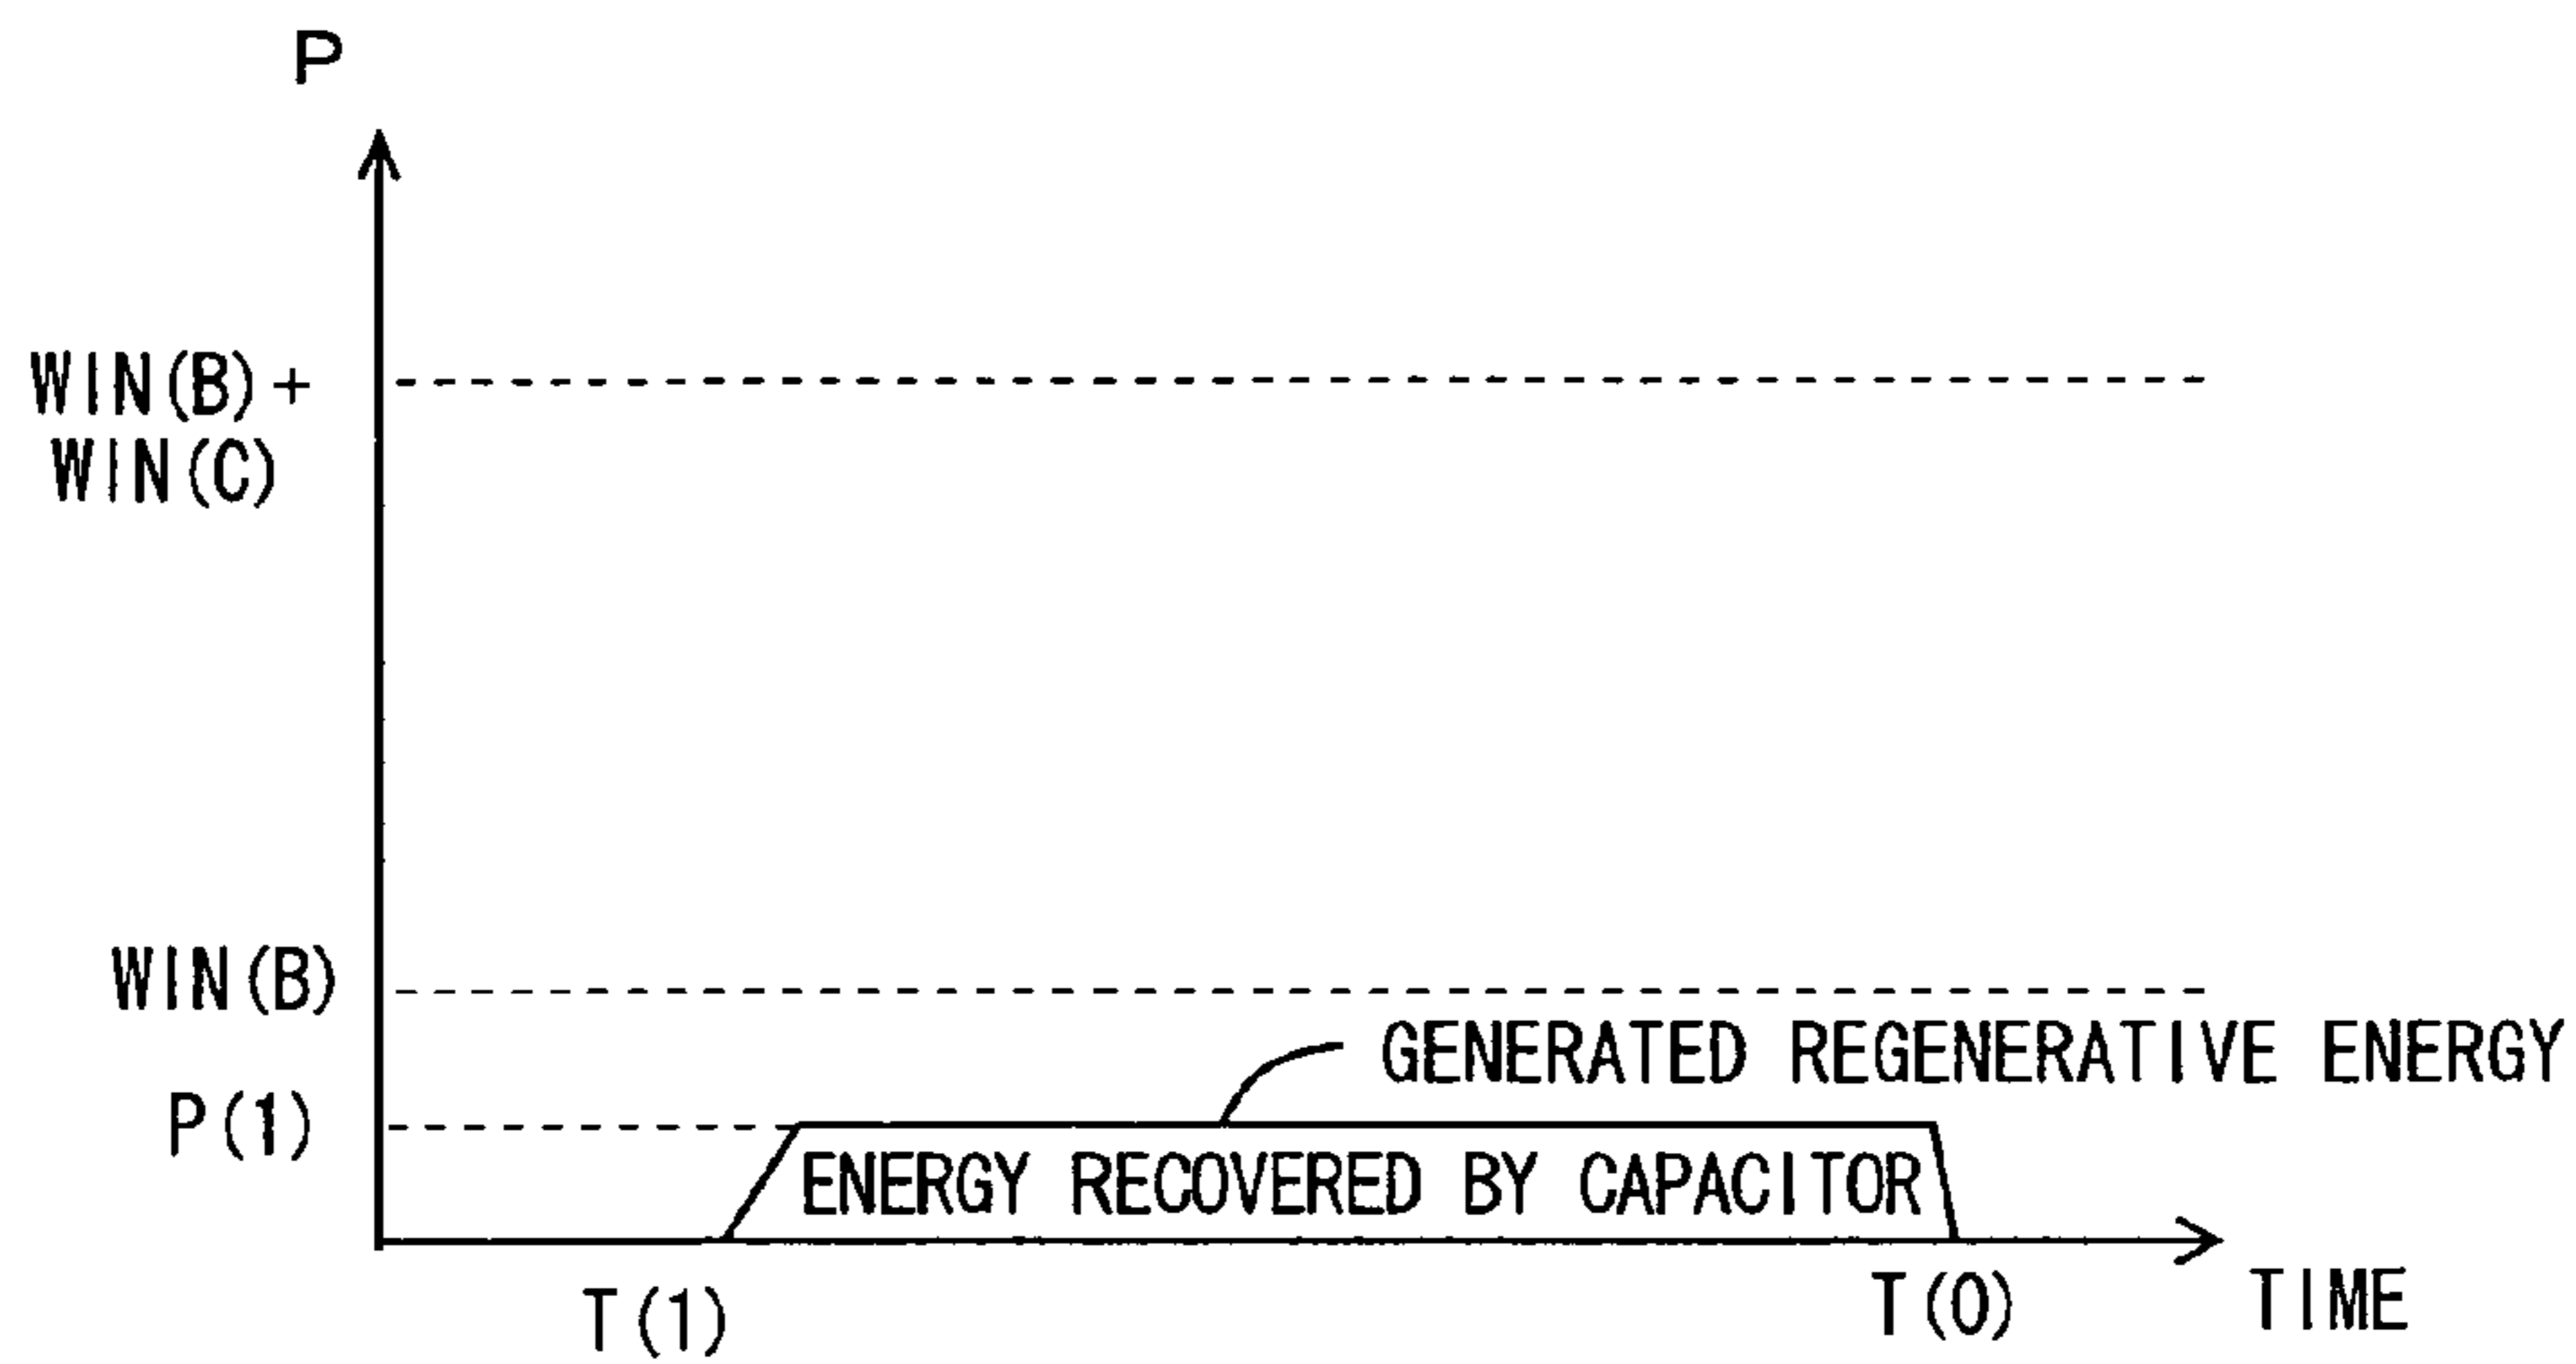 P
WIN(B)+
WIN(C)
WIN(B)
GENERATED REGENERATIVE ENERGY
P(1)
ENERGY RECOVERED BY CAPACITOR
T(1)
T(0)
TIME